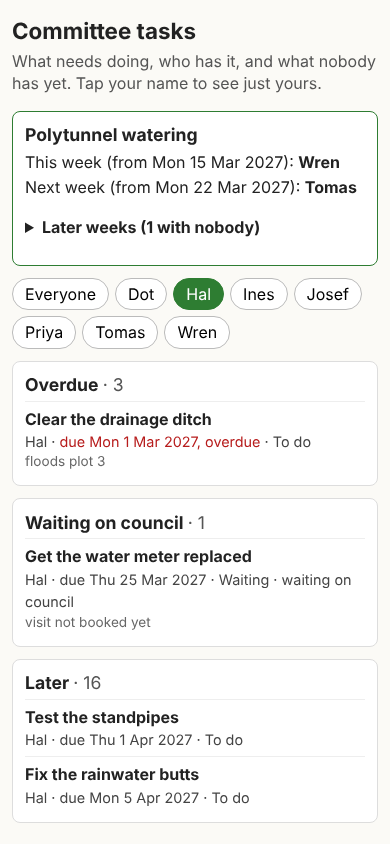 Committee tasks
What needs doing, who has it, and what nobody
has yet. Tap your name to see just yours.
Polytunnel watering
This week (from Mon 15 Mar 2027): Wren
Next week (from Mon 22 Mar 2027): Tomas
Later weeks (1 with nobody)
Everyone Dot Hal Ines Josef
Priya Tomas Wren
Overdue · 3
Clear the drainage ditch
Hal · due Mon 1 Mar 2027, overdue · To do
floods plot 3
Waiting on council · 1
Get the water meter replaced
Hal · due Thu 25 Mar 2027 · Waiting · waiting on
council
visit not booked yet
Later · 16
Test the standpipes
Hal · due Thu 1 Apr 2027 · To do
Fix the rainwater butts
Hal · due Mon 5 Apr 2027 · To do